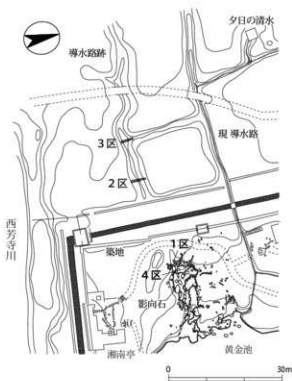 夕日の清水
導水路跡
現 導水路
3区
2区
西芳寺川
築地
1区
4区
影向石
湘南亭
黄金池
0
30m